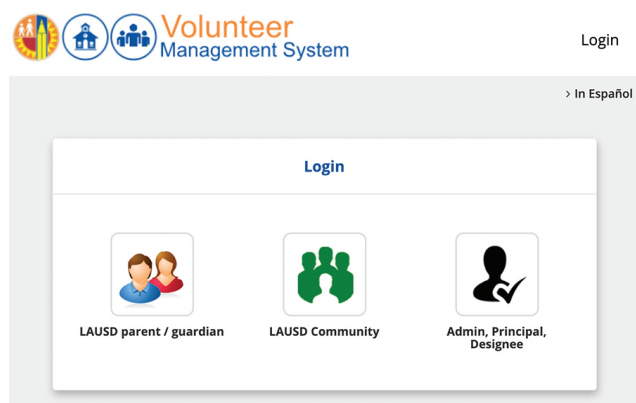 Volunteer
Management System
Login
> In Español
Login
LAUSD parent / guardian
LAUSD Community
Admin, Principal,
Designee